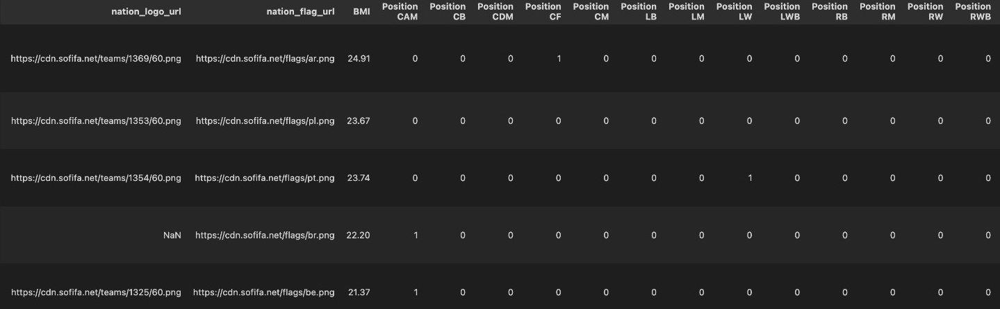 nation_logo_url nation_flag_url BMI Position CAM Position CB Position CDM Position CF Position CM Position LB Position LM Position LW Position LWB Position RB Position RM Position RW Position RWB
https://cdn.sofifa.net/teams/1369/60.png https://cdn.sofifa.net/flags/ar.png 24.91 0 0 0 1 0 0 0 0 0 0 0 0 0
https://cdn.sofifa.net/teams/1353/60.png https://cdn.sofifa.net/flags/pl.png 23.67 0 0 0 0 0 0 0 0 0 0 0 0 0
https://cdn.sofifa.net/teams/1354/60.png https://cdn.sofifa.net/flags/pt.png 23.74 0 0 0 0 0 0 0 1 0 0 0 0 0
NaN https://cdn.sofifa.net/flags/br.png 22.20 1 0 0 0 0 0 0 0 0 0 0 0 0
https://cdn.sofifa.net/teams/1325/60.png https://cdn.sofifa.net/flags/be.png 21.37 1 0 0 0 0 0 0 0 0 0 0 0 0